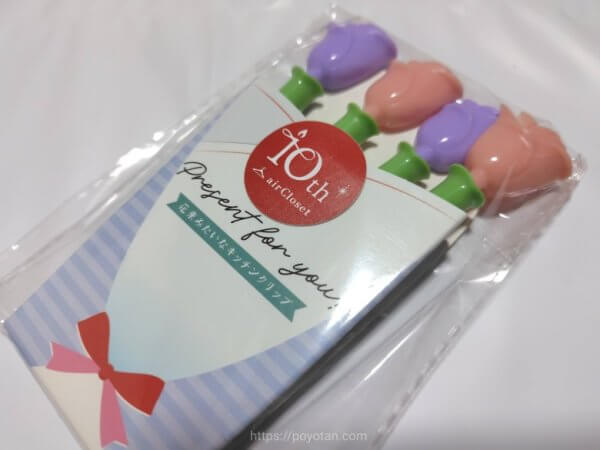 10th
airCloset
Present for you!
花束みたいなキッチンクリップ
https://poyotan.com